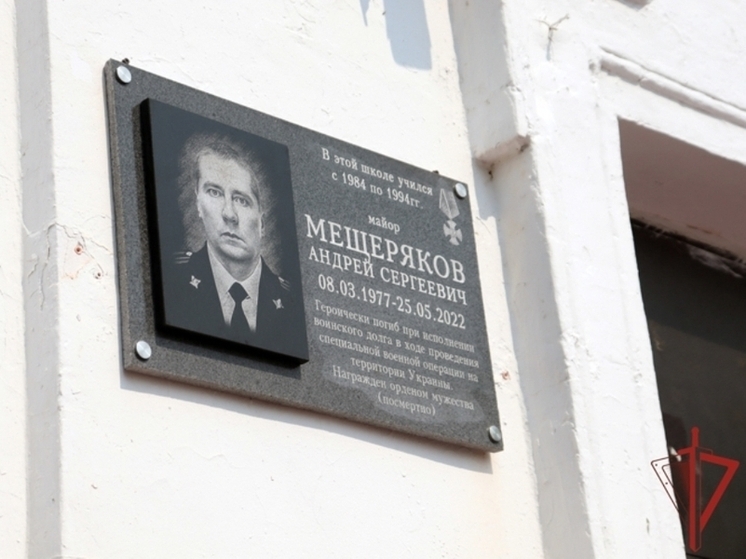 В этой школе учился
с 1984 по 1994гг.
майор
МЕЩЕРЯКОВ
АНДРЕЙ СЕРГЕЕВИЧ
08.03.1977-25.05.2022
Героически погиб при исполнении
воинского долга в ходе проведения
специальной военной операции на
территории Украины.
Награжден орденом мужества
(посмертно)